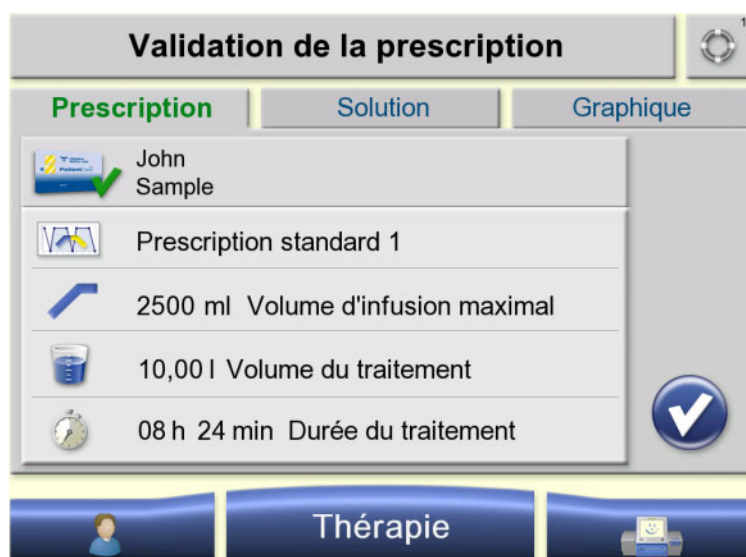 Validation de la prescription
1
Prescription
Solution
Graphique
John
Sample
Prescription standard 1
2500 ml Volume d'infusion maximal
10,00 l Volume du traitement
08 h 24 min Durée du traitement
Thérapie